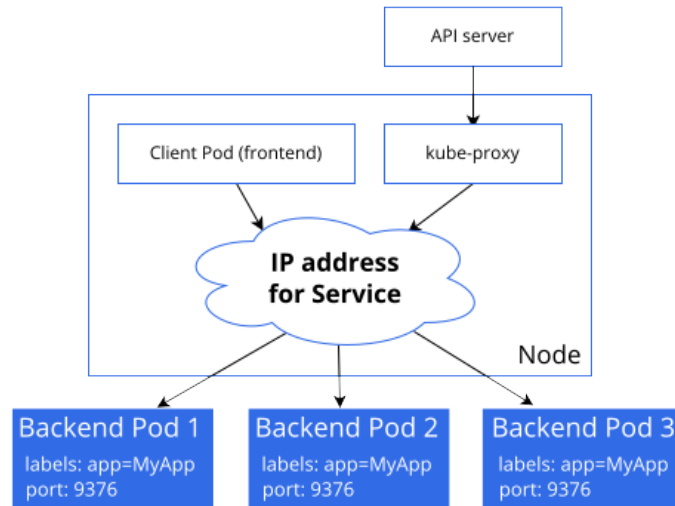 API server
Client Pod (frontend)
kube-proxy
IP address
for Service
Node
Backend Pod 1
labels: app=MyApp
port: 9376
Backend Pod 2
labels: app=MyApp
port: 9376
Backend Pod 3
labels: app=MyApp
port: 9376